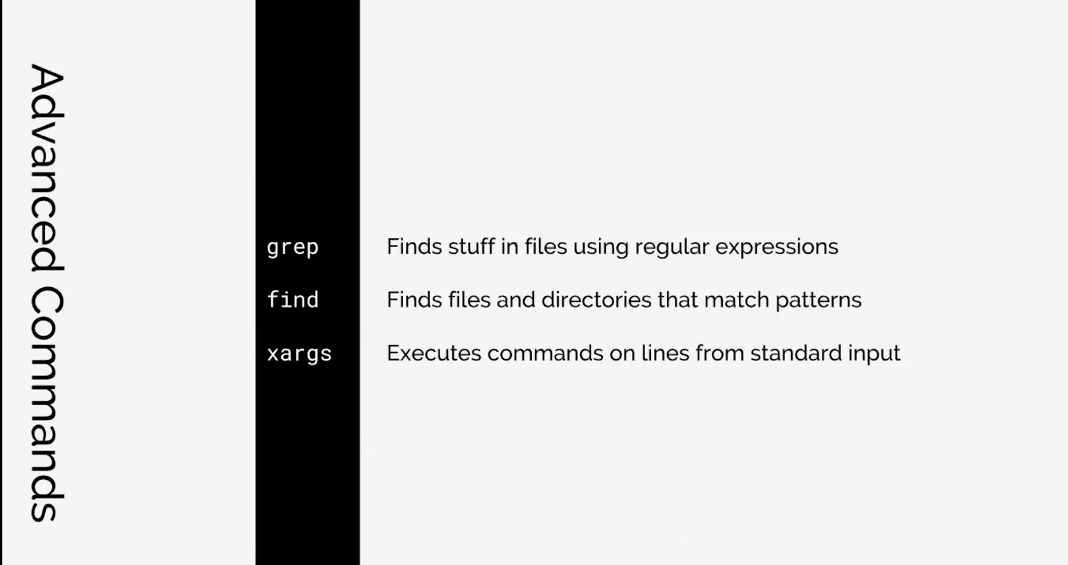 Advanced Commands
grep Finds stuff in files using regular expressions
find Finds files and directories that match patterns
xargs Executes commands on lines from standard input